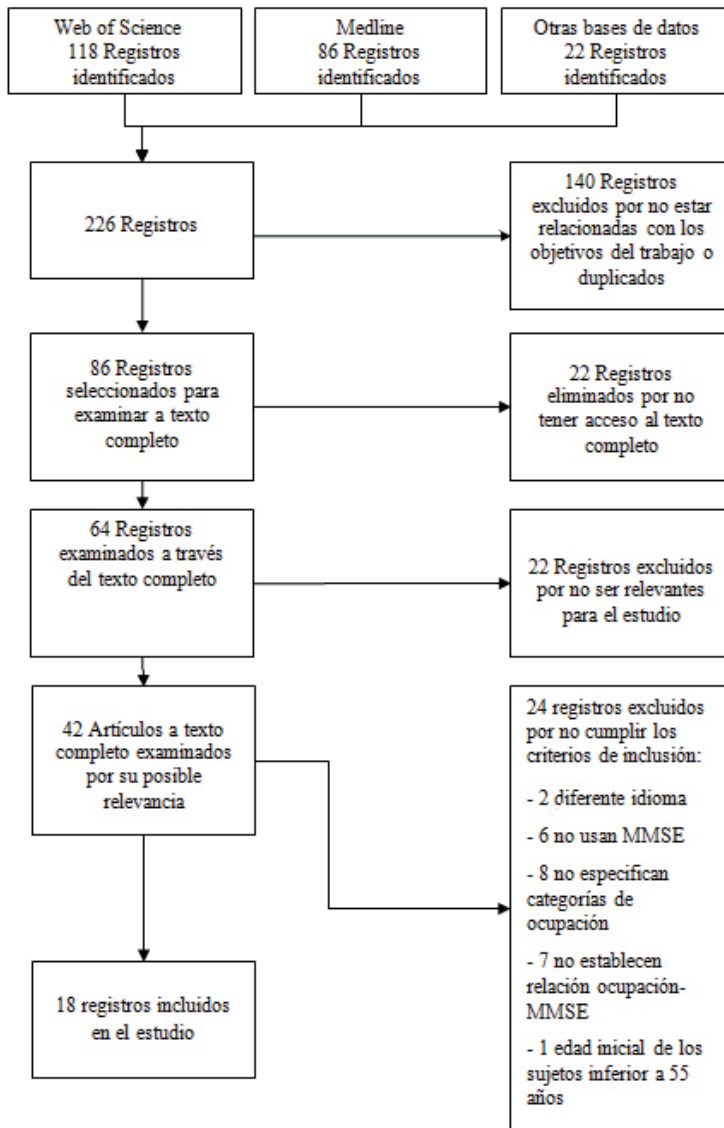 Web of Science
118 Registros
identificados
Medline
86 Registros
identificados
Otras bases de datos
22 Registros
identificados
226 Registros
140 Registros
excluidos por no estar
relacionadas con los
objetivos del trabajo o
duplicados
86 Registros
seleccionados para
examinar a texto
completo
22 Registros
eliminados por no
tener acceso al texto
completo
64 Registros
examinados a través
del texto completo
22 Registros excluidos
por no ser relevantes
para el estudio
42 Artículos a texto
completo examinados
por su posible
relevancia
24 registros excluidos
por no cumplir los
criterios de inclusión:
- 2 diferente idioma
- 6 no usan MMSE
- 8 no especifican
categorías de
ocupación
- 7 no establecen
relación ocupación-
MMSE
- 1 edad inicial de los
sujetos inferior a 55
años
18 registros incluidos
en el estudio